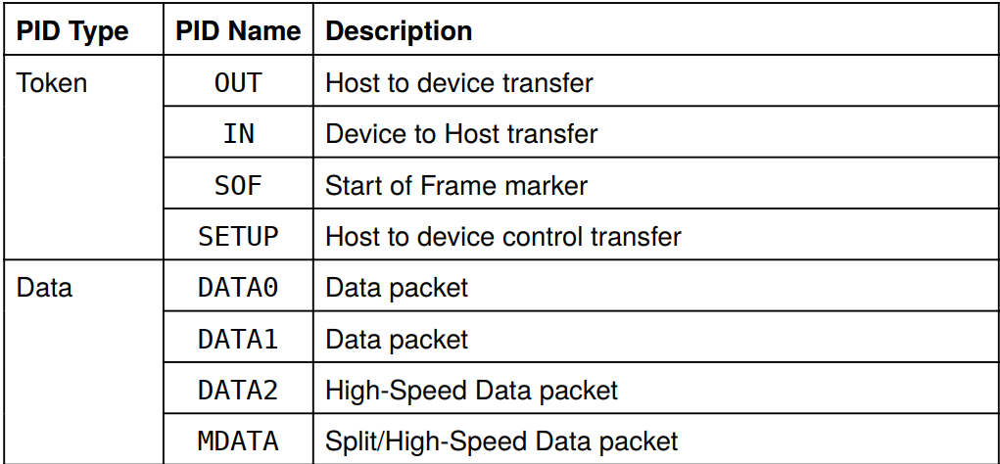 PID Type PID Name Description
Token OUT Host to device transfer
IN Device to Host transfer
SOF Start of Frame marker
SETUP Host to device control transfer
Data DATA0 Data packet
DATA1 Data packet
DATA2 High-Speed Data packet
MDATA Split/High-Speed Data packet